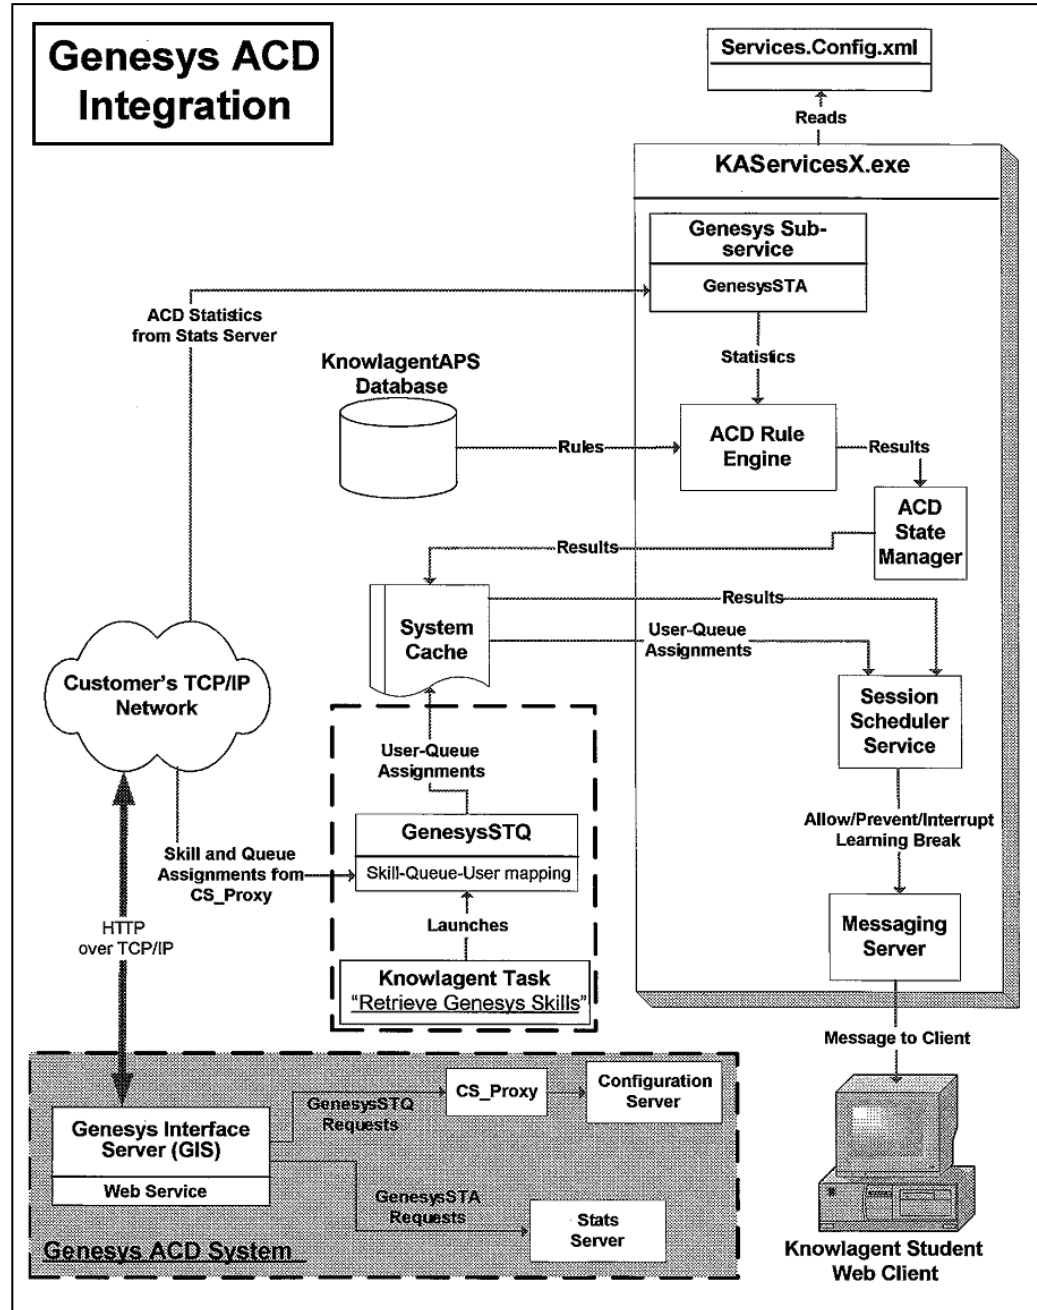 Genesys ACD
Integration
Services.Config.xml
Reads
KAServicesX.exe
Genesys Sub-
service
GenesysSTA
ACD Statistics
from Stats Server
Statistics
KnowlagentAPS
Database
Rules
ACD Rule
Engine
Results
ACD
State
Manager
Results
System
Cache
Results
User-Queue
Assignments
Customer's TCP/IP
Network
Session
Scheduler
Service
User-Queue
Assignments
Allow/Prevent/Interrupt
Learning Break
GenesysSTQ
Skill-Queue-User mapping
Skill and Queue
Assignments fom
CS_Proxy
HTTP
over TCP/IP
Launches
Messaging
Server
Knowlagent Task
"Retrieve Genesys Skills"
Message to Client
CS_Proxy
Configuration
Server
GenesysSTQ
Requests
Genesys Interface
Server (GIS)
Web Service
GenesysSTA
Requests
Stats
Server
Genesys ACD System
Knowlagent Student
Web Client